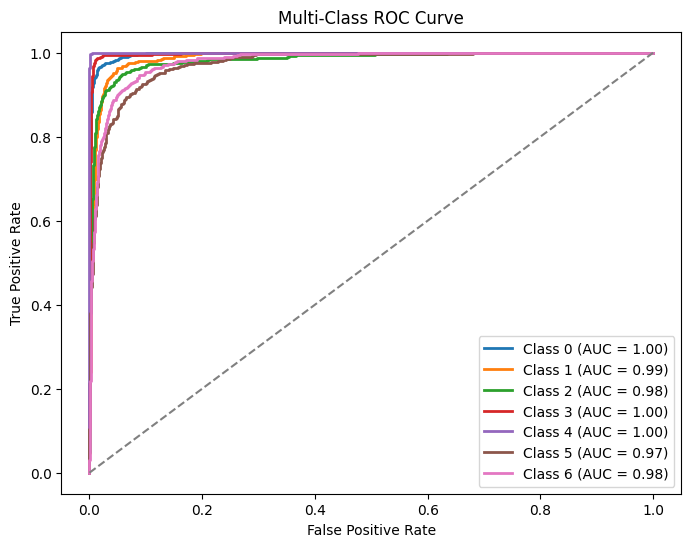 Multi-Class ROC Curve
True Positive Rate
1.0
0.8
0.6
0.4
0.2
0.0
Class 0 (AUC = 1.00)
Class 1 (AUC = 0.99)
Class 2 (AUC = 0.98)
Class 3 (AUC = 1.00)
Class 4 (AUC = 1.00)
Class 5 (AUC = 0.97)
Class 6 (AUC = 0.98)
0.0 0.2 0.4 0.6 0.8 1.0
False Positive Rate